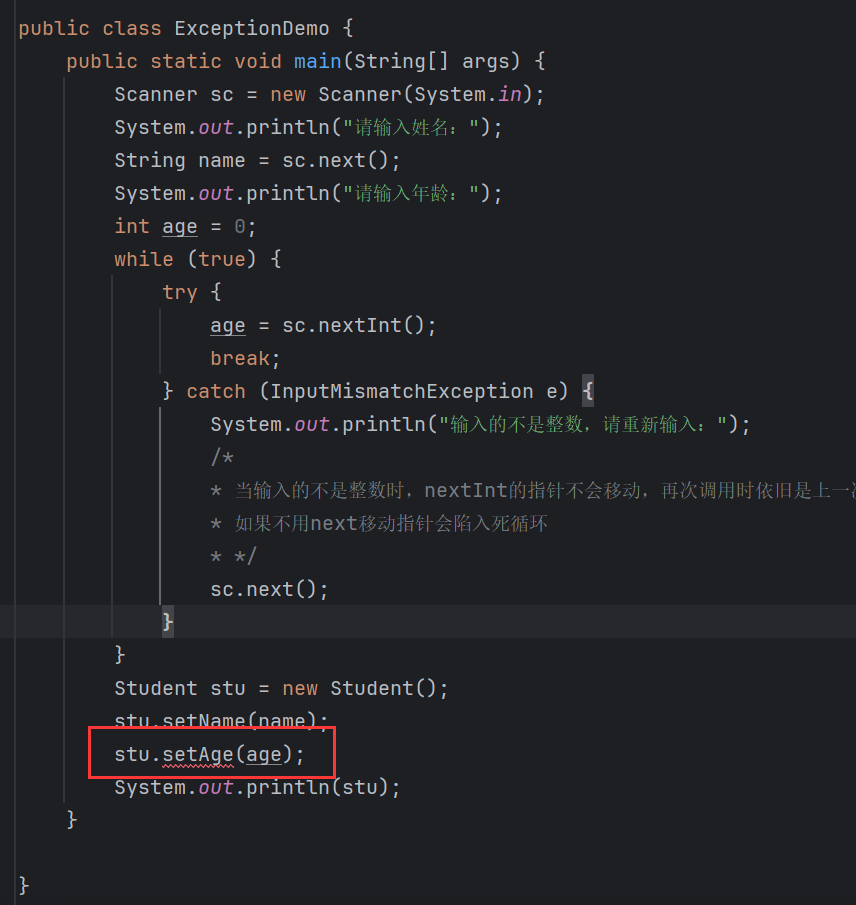 public class ExceptionDemo {
public static void main(String[] args) {
Scanner sc = new Scanner(System.in);
System.out.println("请输入姓名：");
String name = sc.next();
System.out.println("请输入年龄：");
int age = 0;
while (true) {
try {
age = sc.nextInt();
break;
} catch (InputMismatchException e) {
System.out.println("输入的不是整数，请重新输入：");
/*
* 当输入的不是整数时，nextInt的指针不会移动，再次调用时依旧是上一
* 如果不用next移动指针会陷入死循环
* */
sc.next();
}
}
Student stu = new Student();
stu.setName(name);
stu.setAge(age);
System.out.println(stu);
}
}